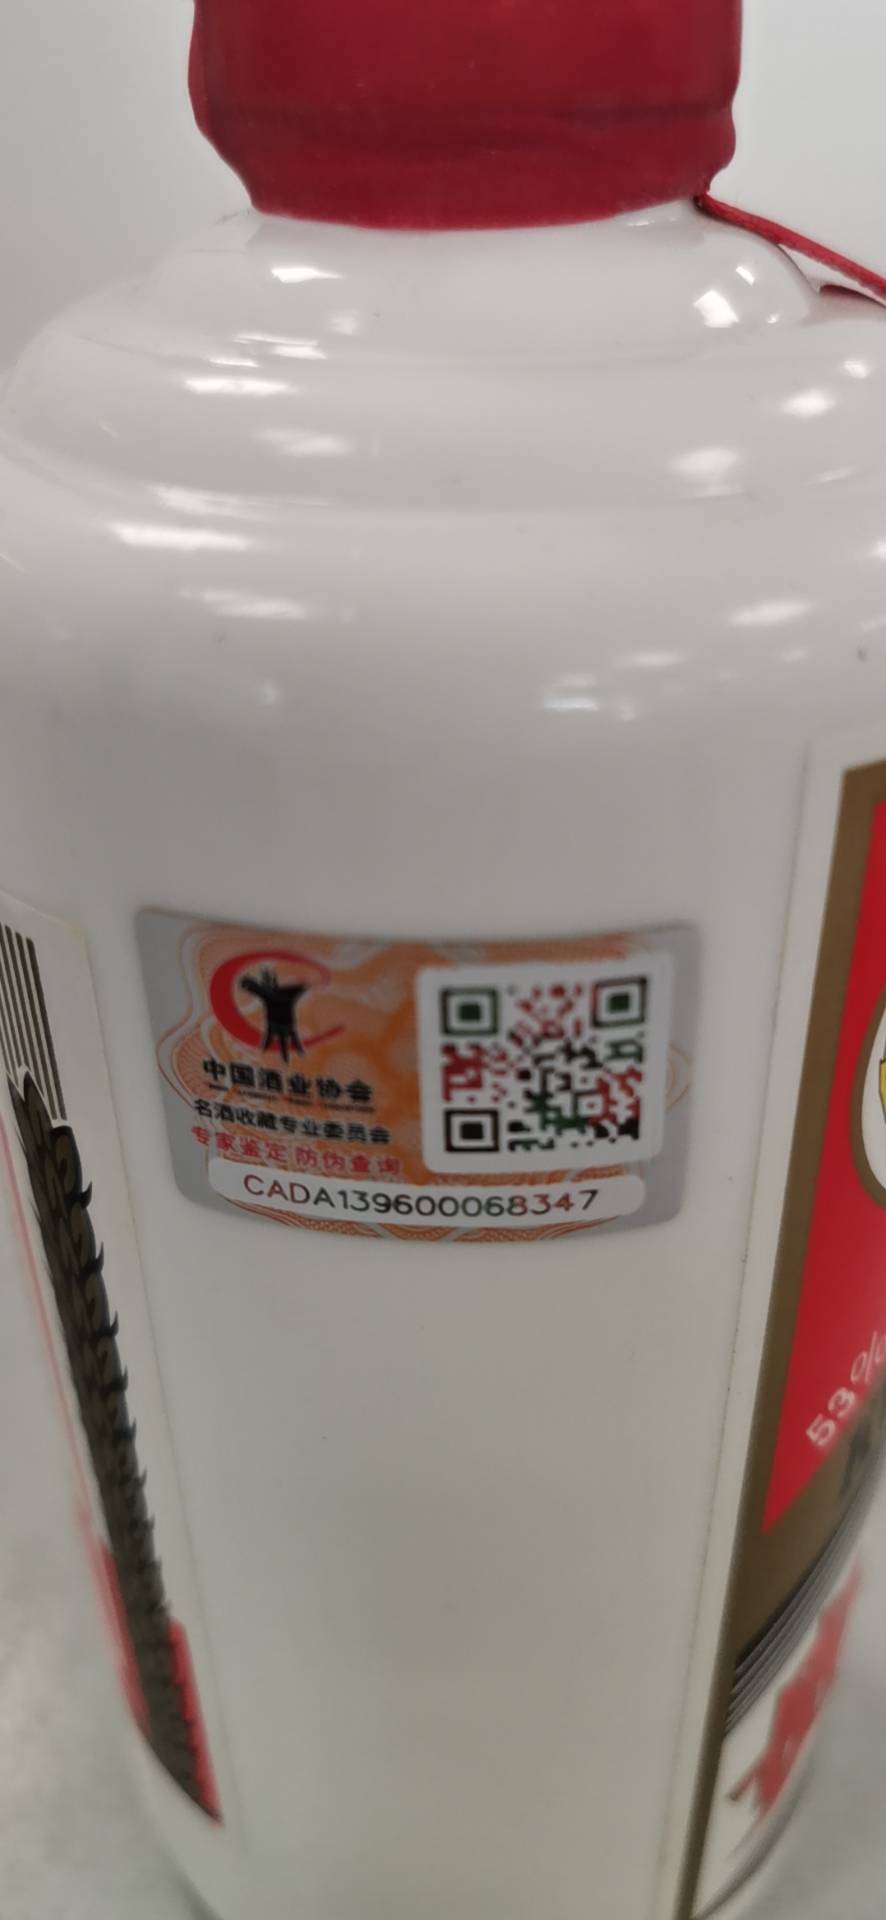 中国酒业协会
名酒收藏专业委员会
专家鉴定 防伪查询
CADA139600068347
53%